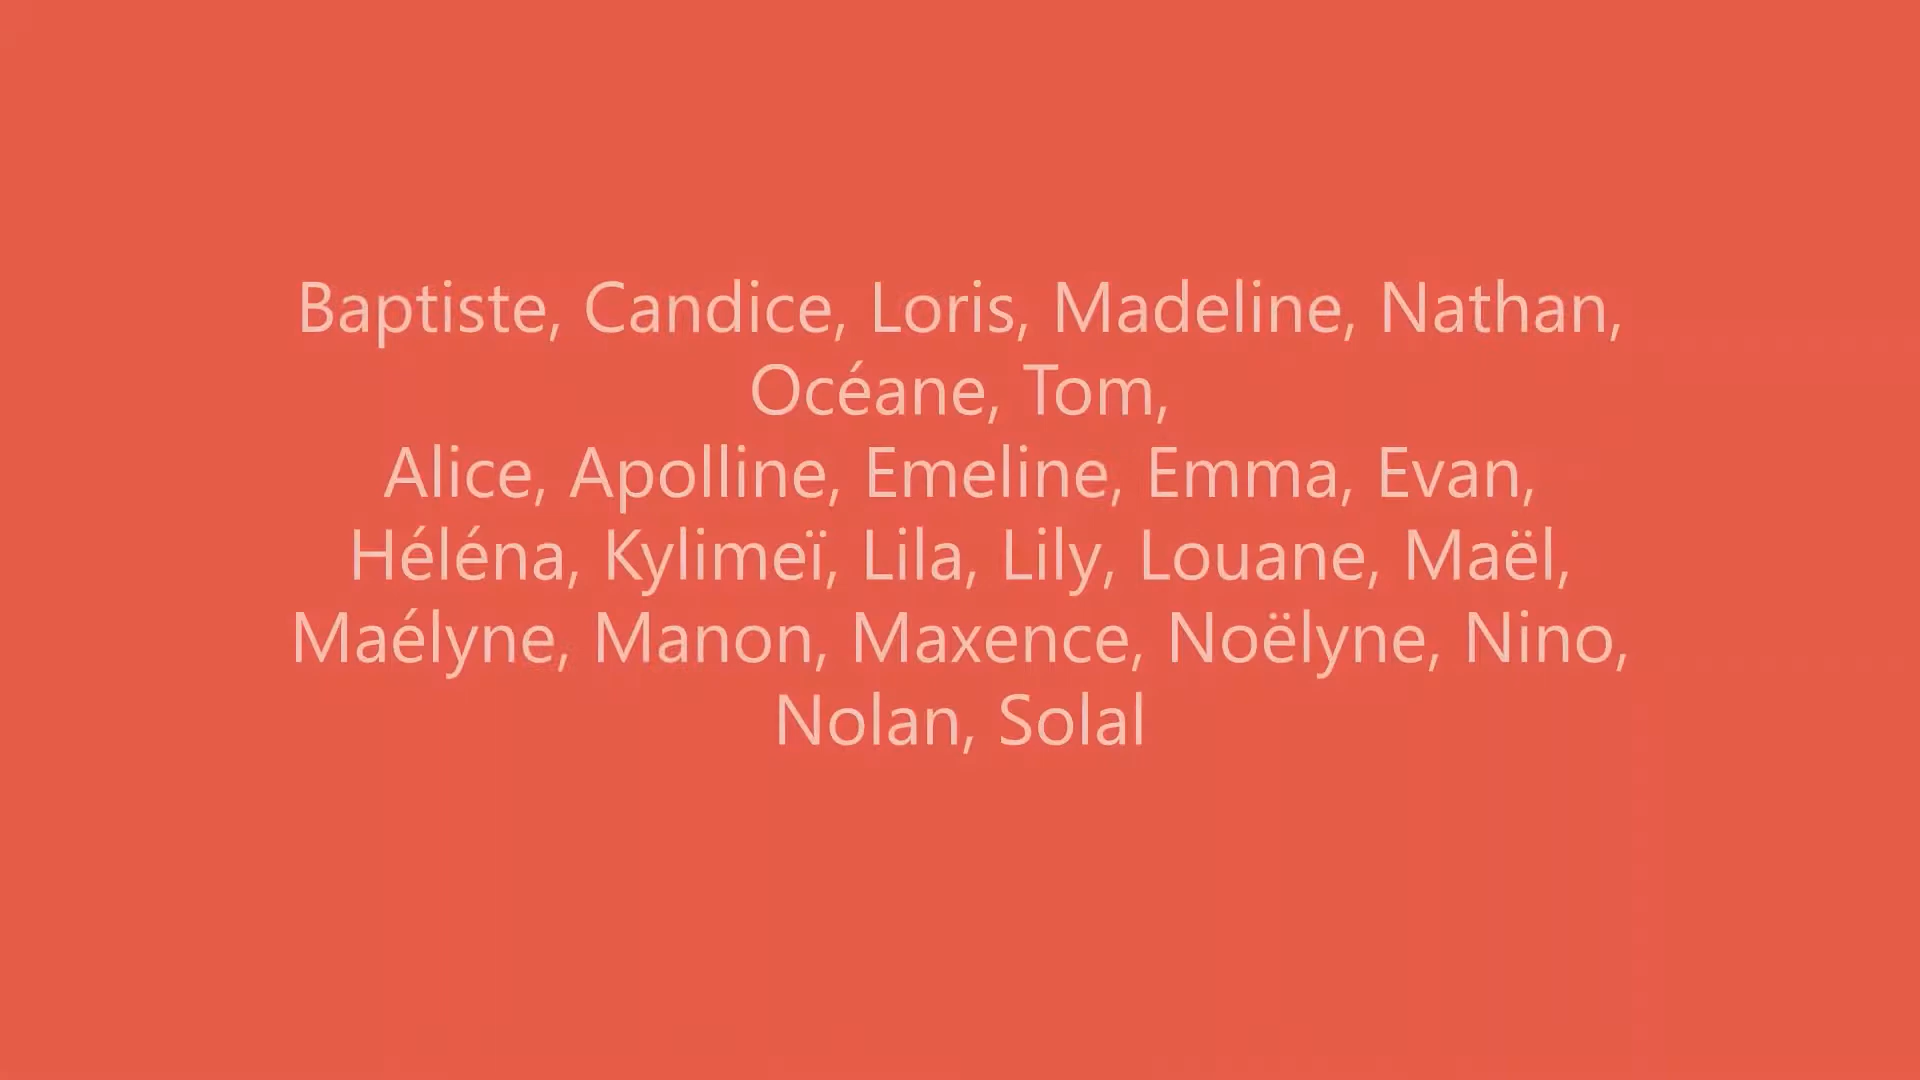 Baptiste, Candice, Loris, Madeline, Nathan,
Océane, Tom,
Alice, Apolline, Emeline, Emma, Evan,
Héléna, Kylimeï, Lila, Lily, Louane, Maël,
Maélyne, Manon, Maxence, Noëlyne, Nino,
Nolan, Solal